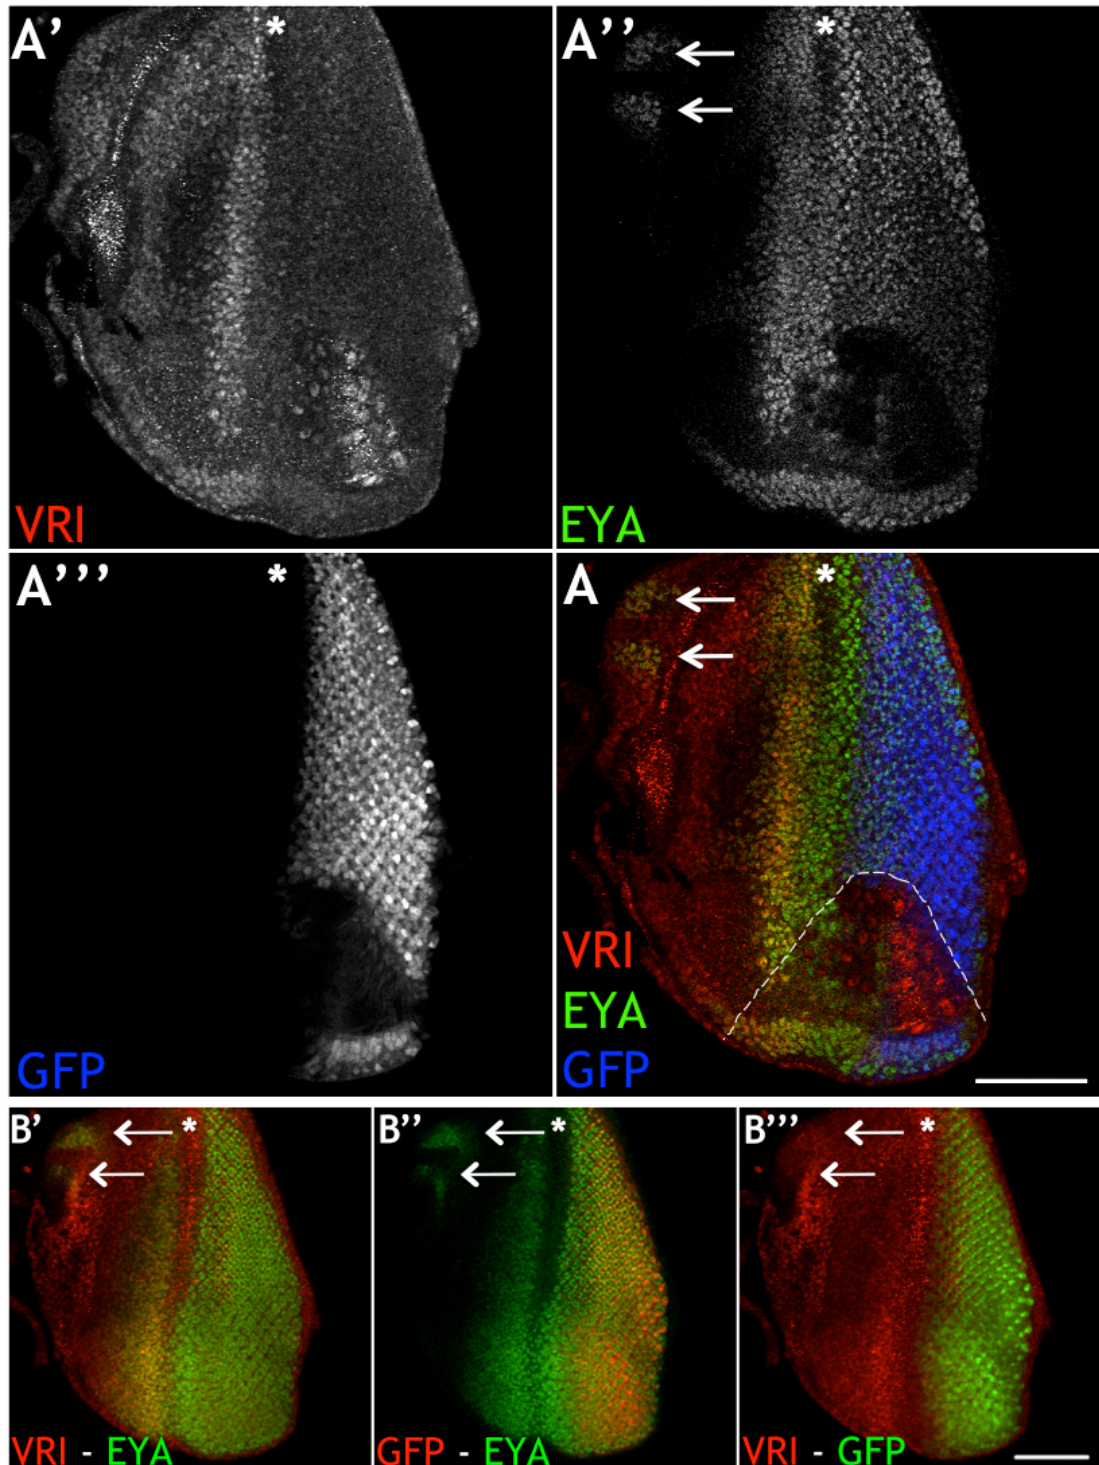 A’ *
VRI
A’’ *
EYA
A’’’ *
GFP
A *
VRI
EYA
GFP
B’ *
VRI - EYA
B’’ *
GFP - EYA
B’’’ *
VRI - GFP